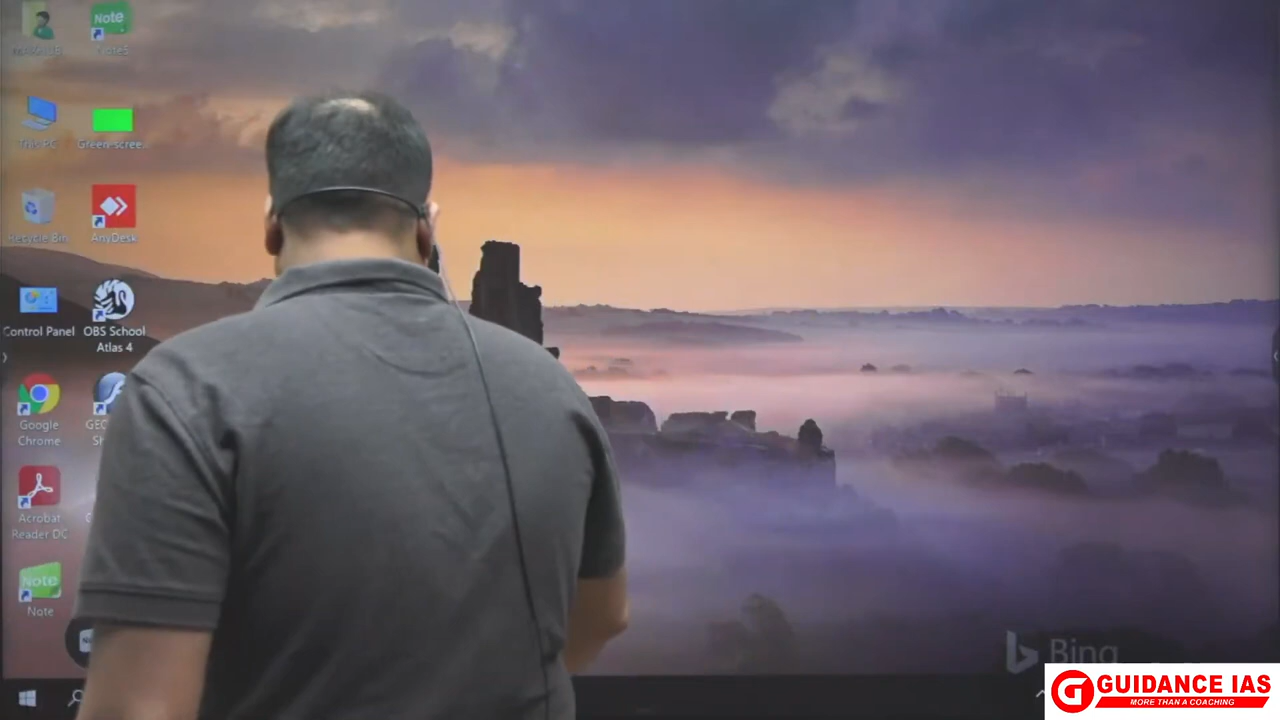 Note
Note5
This PC
Green-scree...
Recycle Bin
AnyDesk
Control Panel
OBS School
Atlas 4
Google
Chrome
Acrobat
Reader DC
Note
Bing
GUIDANCE IAS
MORE THAN A COACHING